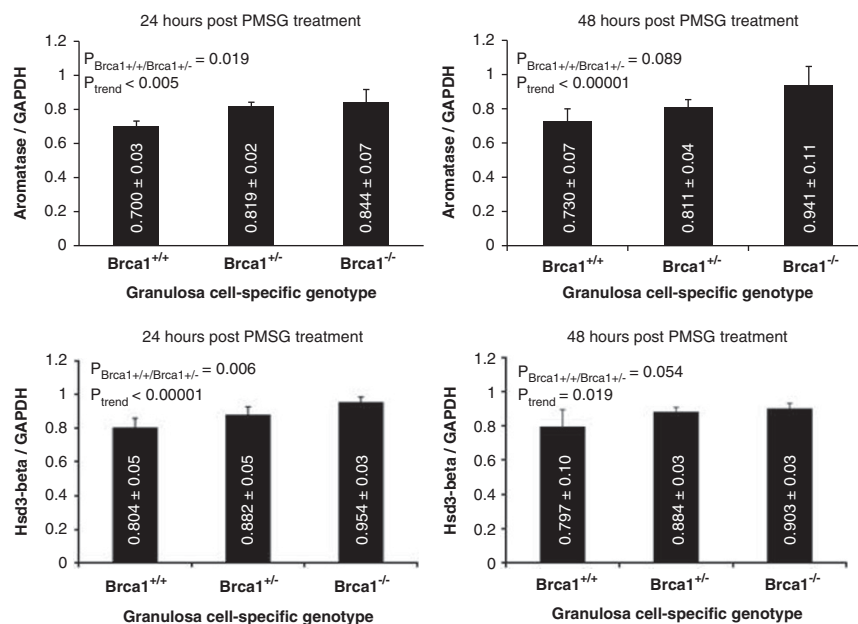 24 hours post PMSG treatment
P Brca1+/+/Brca1+/- = 0.019
P trend < 0.005
Aromatase / GAPDH
1.2
1
0.8
0.6
0.4
0.2
0
0.700 ± 0.03
0.819 ± 0.02
0.844 ± 0.07
Brca1+/+ Brca1+/- Brca1-/-
Granulosa cell-specific genotype
48 hours post PMSG treatment
P Brca1+/+/Brca1+/- = 0.089
P trend < 0.00001
Aromatase / GAPDH
1.2
1
0.8
0.6
0.4
0.2
0
0.730 ± 0.07
0.811 ± 0.04
0.941 ± 0.11
Brca1+/+ Brca1+/- Brca1-/-
Granulosa cell-specific genotype
24 hours post PMSG treatment
P Brca1+/+/Brca1+/- = 0.006
P trend < 0.00001
Hsd3-beta / GAPDH
1.2
1
0.8
0.6
0.4
0.2
0
0.804 ± 0.05
0.882 ± 0.05
0.954 ± 0.03
Brca1+/+ Brca1+/- Brca1-/-
Granulosa cell-specific genotype
48 hours post PMSG treatment
P Brca1+/+/Brca1+/- = 0.054
P trend = 0.019
Hsd3-beta / GAPDH
1.2
1
0.8
0.6
0.4
0.2
0
0.797 ± 0.10
0.884 ± 0.03
0.903 ± 0.03
Brca1+/+ Brca1+/- Brca1-/-
Granulosa cell-specific genotype